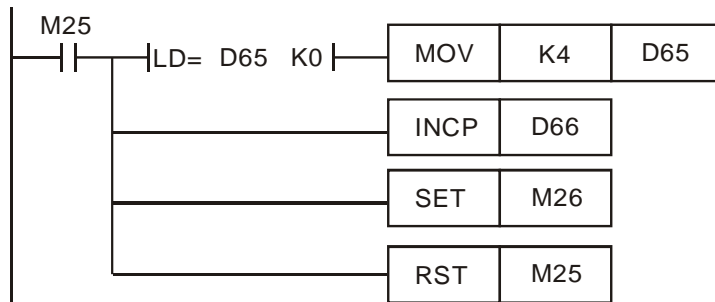 M25
LD= D65 K0 MOV K4 D65
INCP D66
SET M26
RST M25